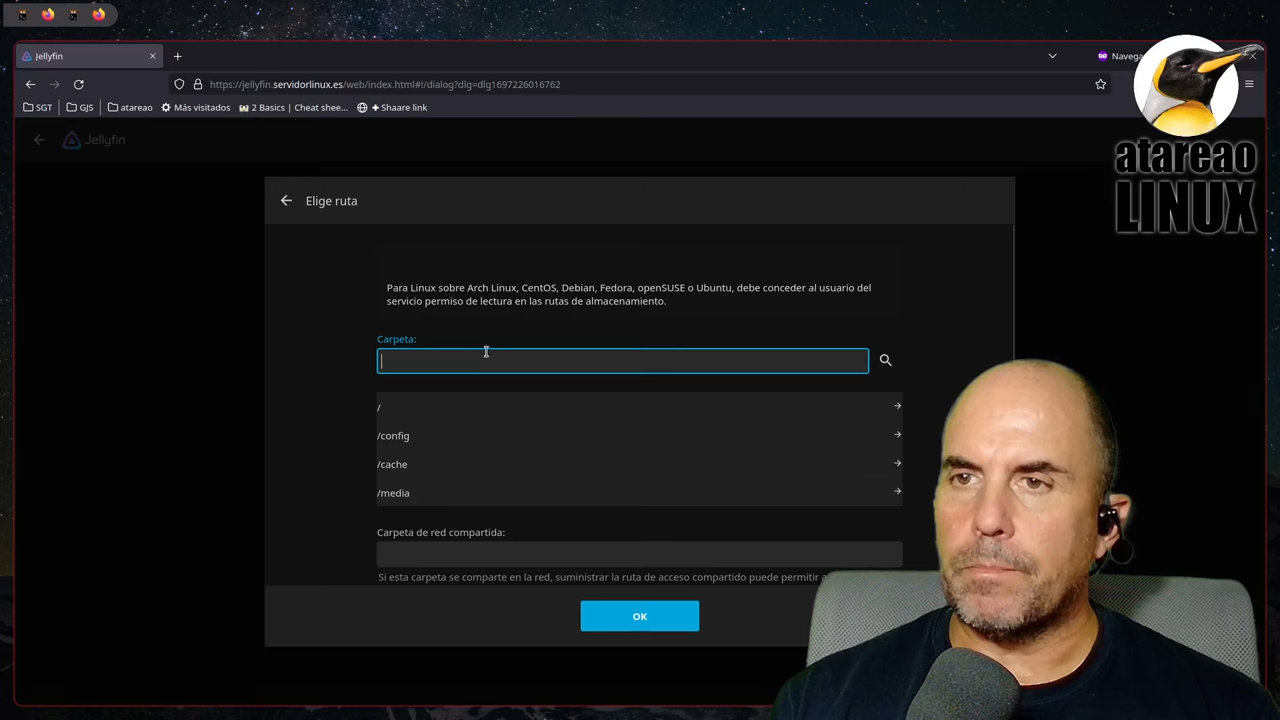 Jellyfin
Navega
https://jellyfin.servidorlinux.es/web/index.html#!/dialog?dlg=dlg1697226016762
SGT
GJS
atareao
Más visitados
2 Basics | Cheat shee...
Shaare link
Jellyfin
atareao
LINUX
Elige ruta
Para Linux sobre Arch Linux, CentOS, Debian, Fedora, openSUSE o Ubuntu, debe conceder al usuario del
servicio permiso de lectura en las rutas de almacenamiento.
Carpeta:
/
/config
/cache
/media
Carpeta de red compartida:
Si esta carpeta se comparte en la red, suministrar la ruta de acceso compartido puede permitir a
OK